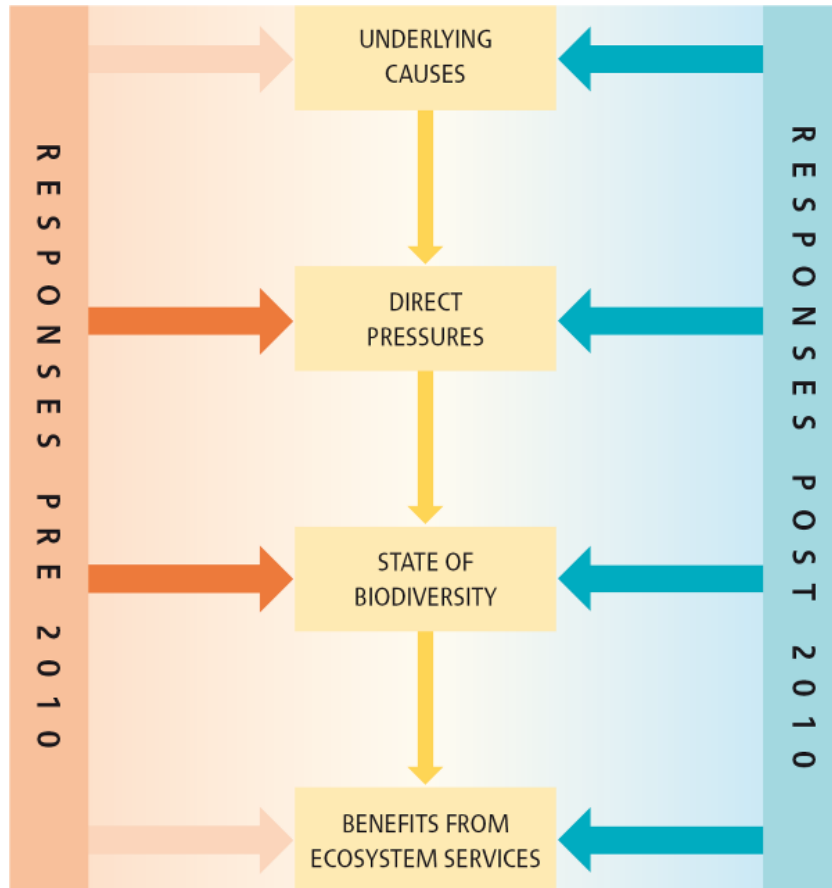 UNDERLYING
CAUSES
RESPONSES PRE 2010
DIRECT
PRESSURES
STATE OF
BIODIVERSITY
BENEFITS FROM
ECOSYSTEM SERVICES
RESPONSES POST 2010